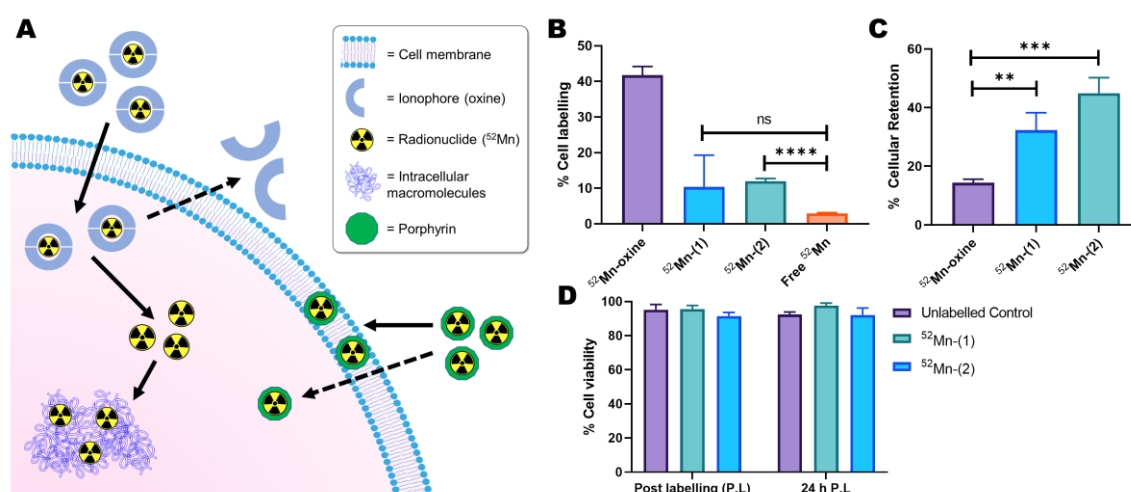 A
= Cell membrane
= Ionophore (oxine)
= Radionuclide (⁵²Mn)
= Intracellular
macromolecules
= Porphyrin
B
% Cell labelling
50
40
30
20
10
0
ns
****
⁵²Mn-oxine
⁵²Mn-(1)
⁵²Mn-(2)
Free ⁵²Mn
C
% Cellular Retention
60
40
20
0
***
**
⁵²Mn-oxine
⁵²Mn-(1)
⁵²Mn-(2)
D
% Cell viability
100
80
60
40
20
0
Post labelling (P.L)
24 h P.L
Unlabelled Control
⁵²Mn-(1)
⁵²Mn-(2)